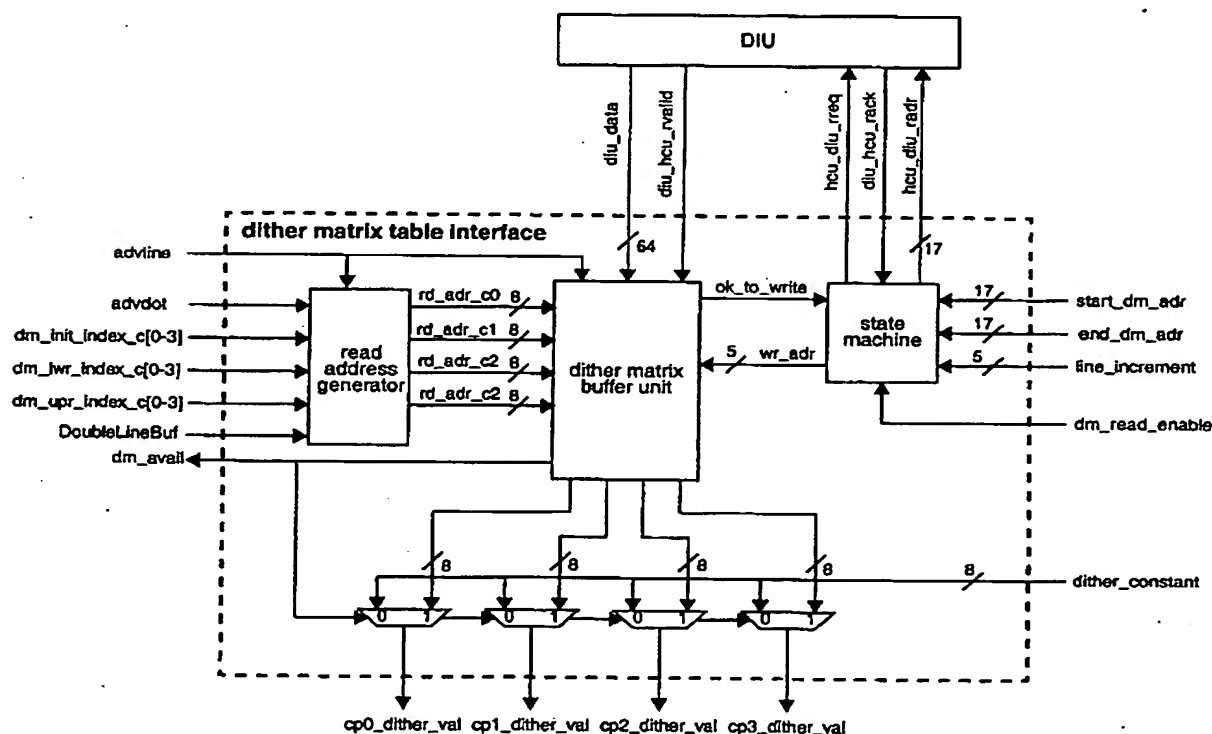 DIU
diu_data
diu_hcu_rvalid
hcu_diu_rreq
diu_hcu_rack
hcu_diu_radr
dither matrix table interface
64
17
advline
advdot
dm_init_index_c[0-3]
dm_lwr_index_c[0-3]
dm_upr_index_c[0-3]
DoubleLineBuf
dm_avail
read
address
generator
rd_adr_c0 8
rd_adr_c1 8
rd_adr_c2 8
rd_adr_c2 8
dither matrix
buffer unit
ok_to_write
5 wr_adr
state
machine
17 start_dm_adr
17 end_dm_adr
5 line_increment
dm_read_enable
8 8 8 8
8 dither_constant
0 1 0 1 0 1 0 1
cp0_dither_val cp1_dither_val cp2_dither_val cp3_dither_val